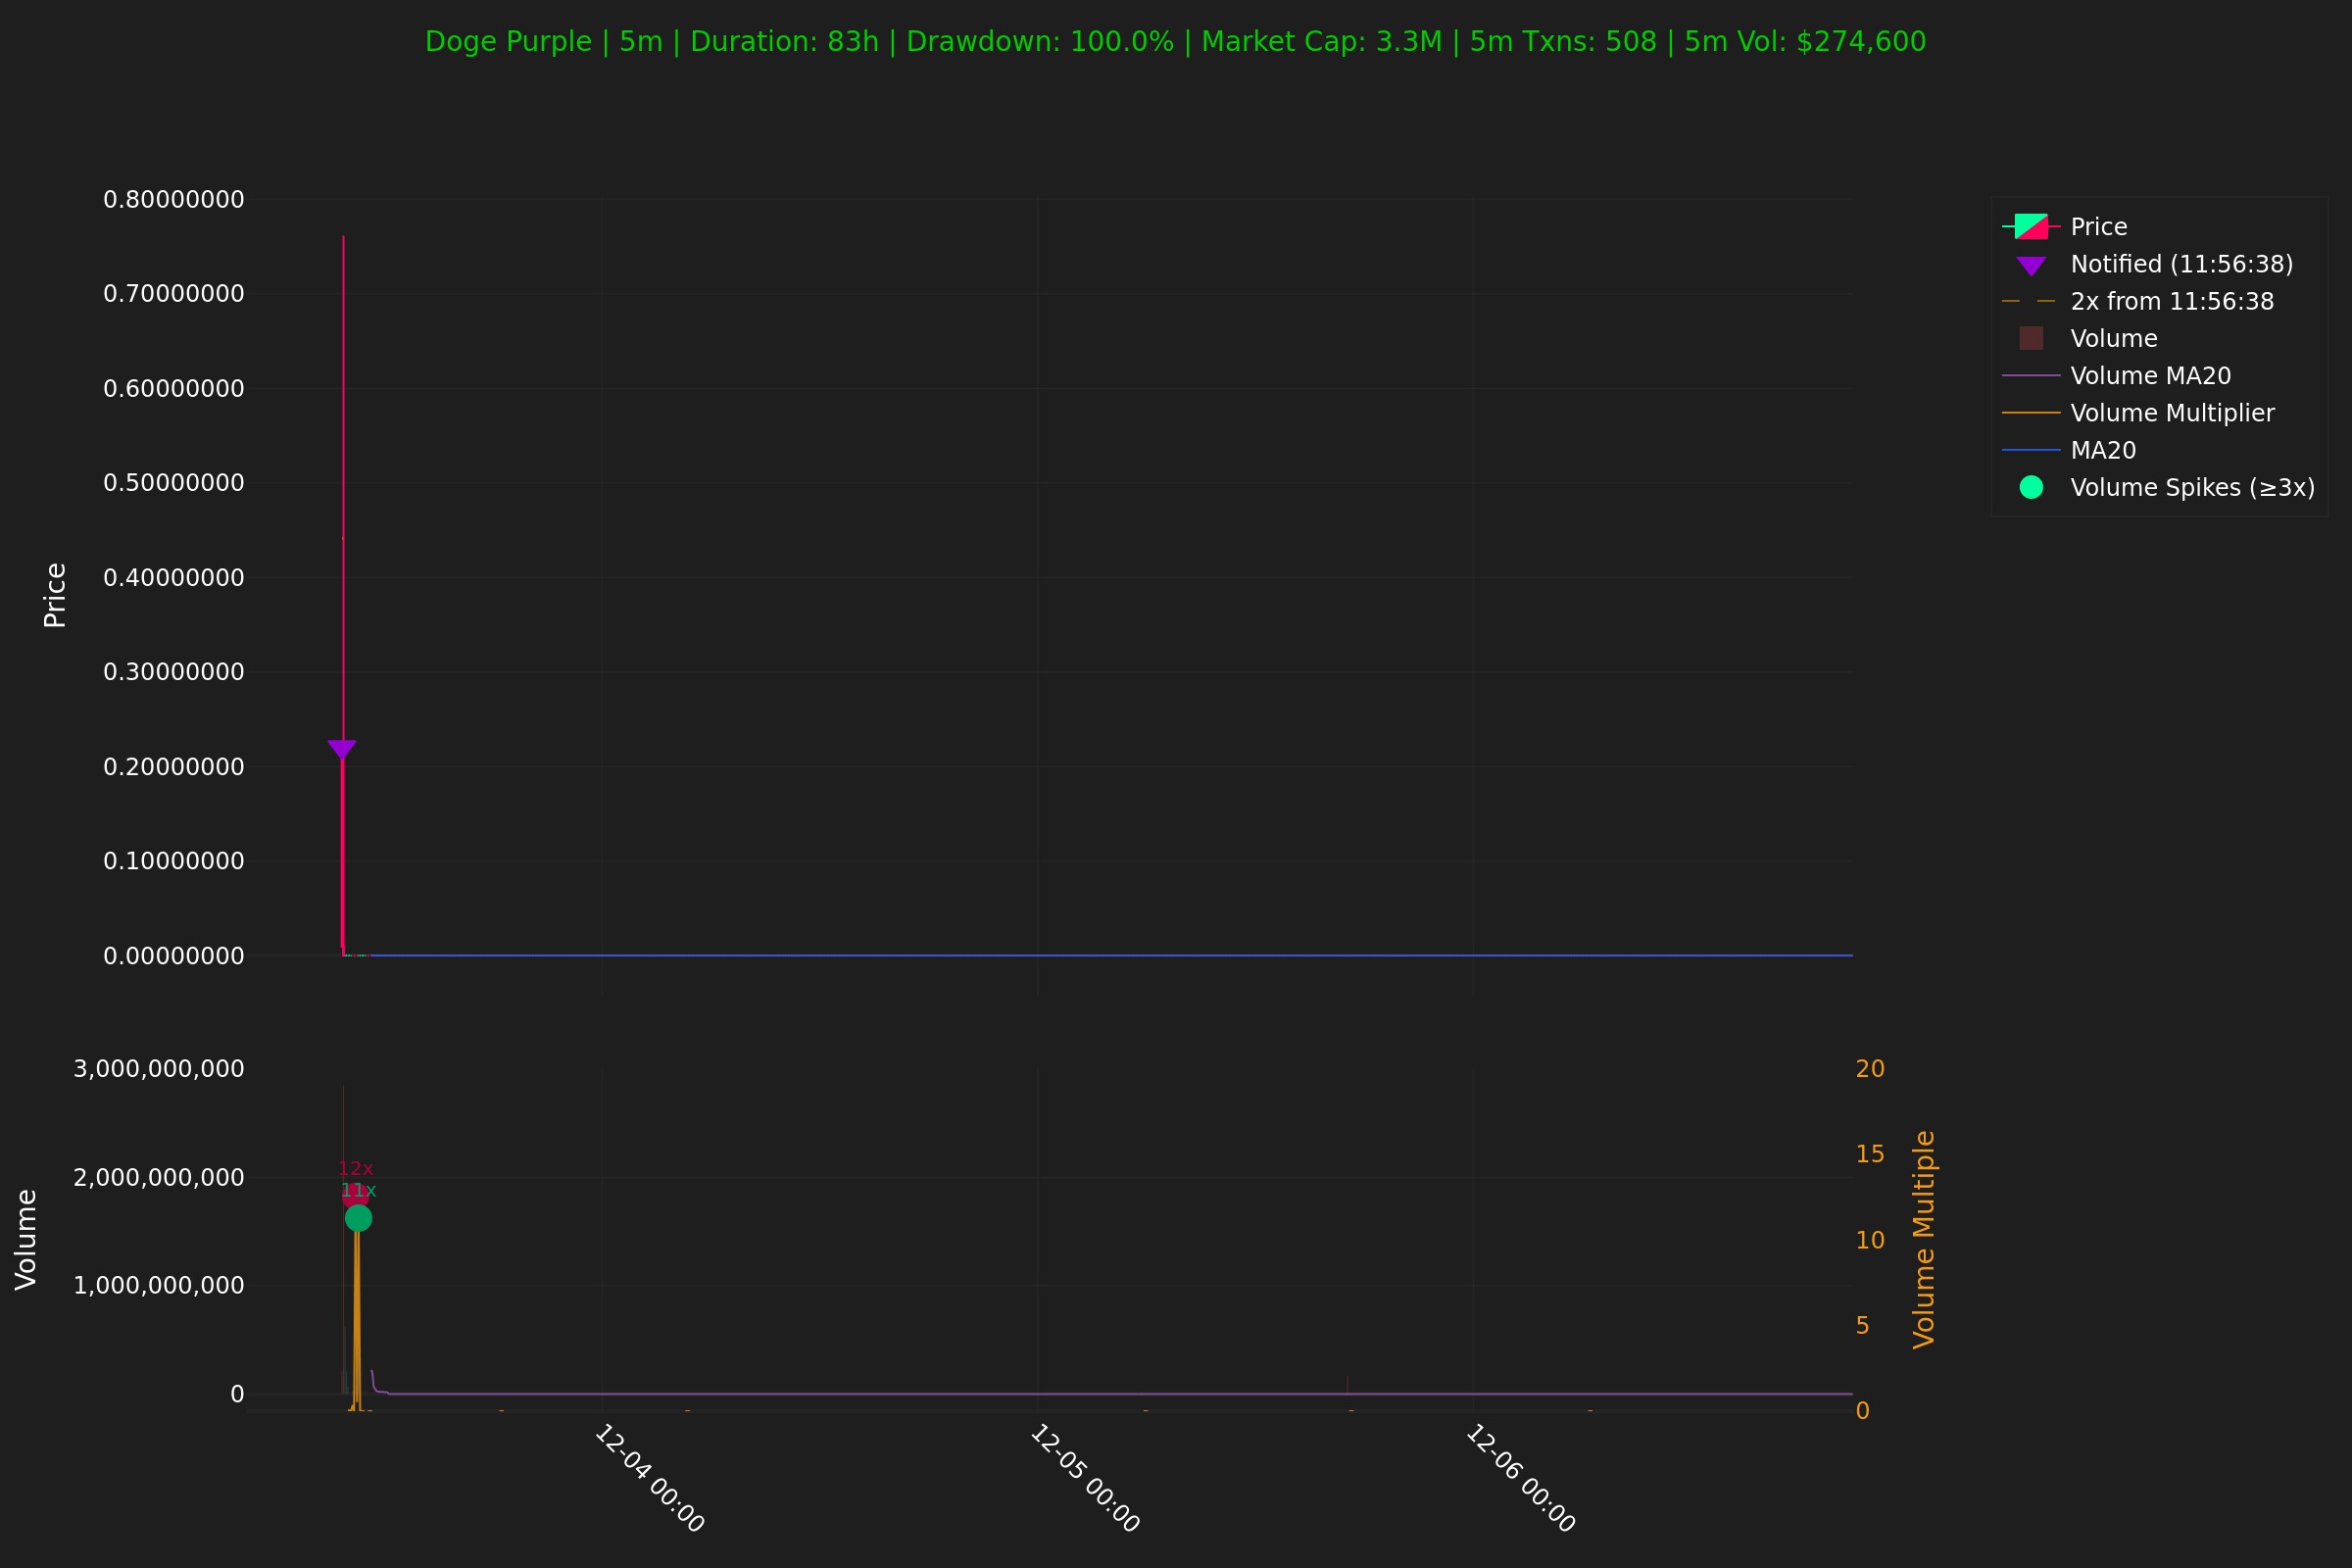 Doge Purple | 5m | Duration: 83h | Drawdown: 100.0% | Market Cap: 3.3M | 5m Txns: 508 | 5m Vol: $274,600
Price
0.80000000
0.70000000
0.60000000
0.50000000
0.40000000
0.30000000
0.20000000
0.10000000
0.00000000
Price
Notified (11:56:38)
2x from 11:56:38
Volume
Volume MA20
Volume Multiplier
MA20
Volume Spikes (≥3x)
Volume
3,000,000,000
2,000,000,000
1,000,000,000
0
12x
11x
20
15
10
5
0
Volume Multiple
12-04 00:00
12-05 00:00
12-06 00:00